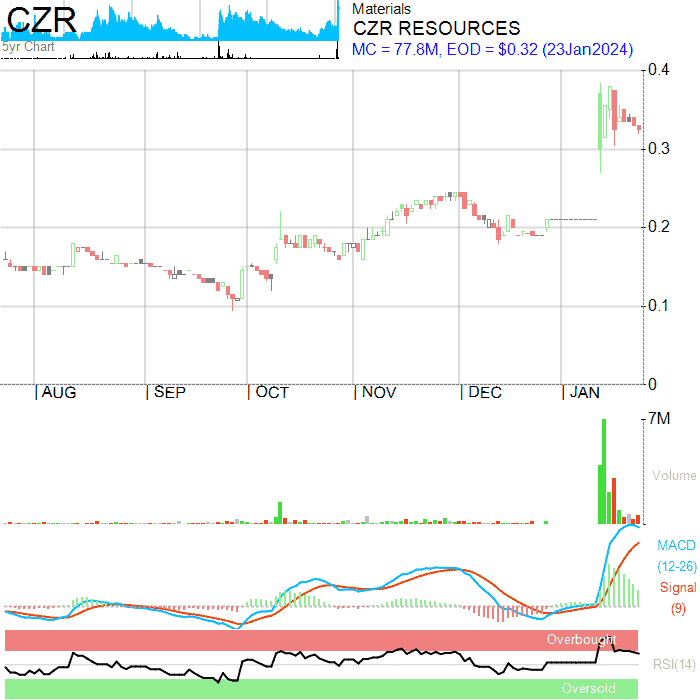 CZR
5yr Chart
Materials
CZR RESOURCES
MC = 77.8M, EOD = $0.32 (23Jan2024)
0.4
0.3
0.2
0.1
0
|AUG |SEP |OCT |NOV |DEC |JAN
7M
Volume
MACD
(12-26)
Signal
(9)
Overbought
RSI(14)
Oversold